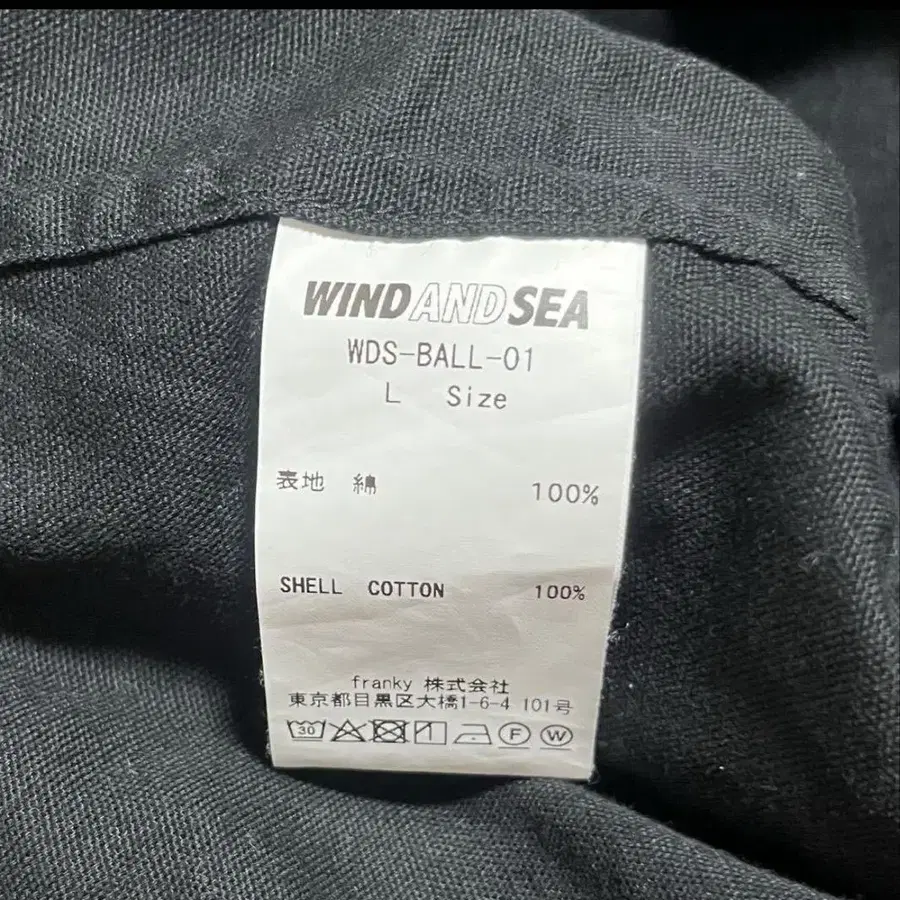 WINDANDSEA
WDS-BALL-01
L Size
表地 綿 100%
SHELL COTTON 100%
franky 株式会社
東京都目黒区大橋1-6-4 101号
30 F W